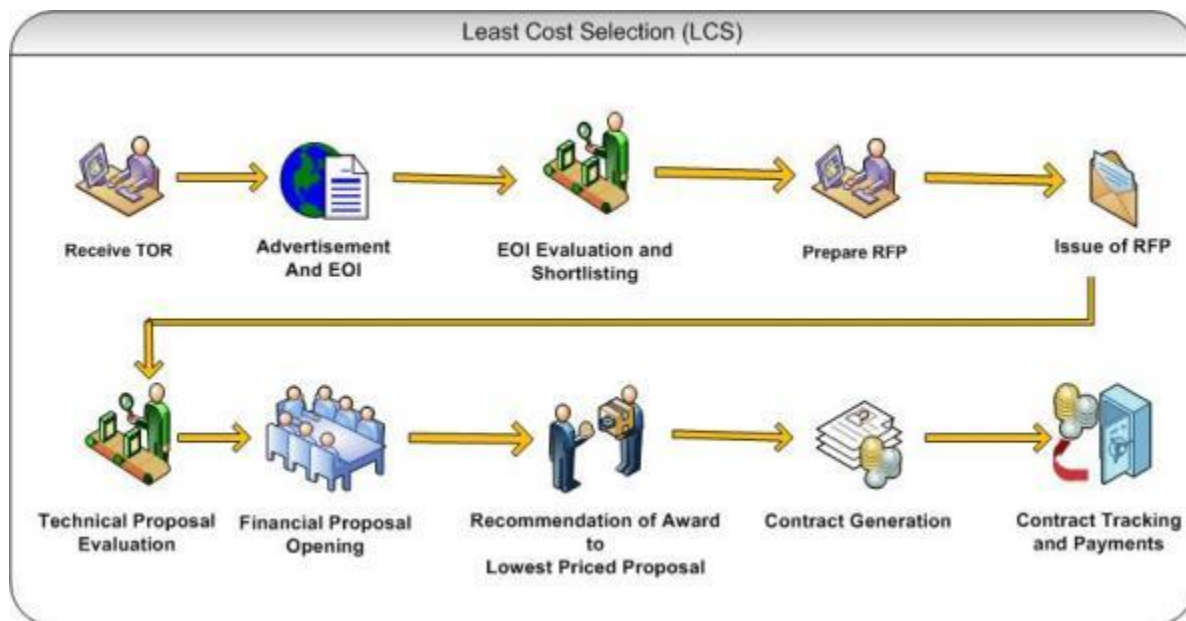 Least Cost Selection (LCS)
Receive TOR
Advertisement
And EOI
EOI Evaluation and
Shortlisting
Prepare RFP
Issue of RFP
Technical Proposal
Evaluation
Financial Proposal
Opening
Recommendation of Award
to
Lowest Priced Proposal
Contract Generation
Contract Tracking
and Payments